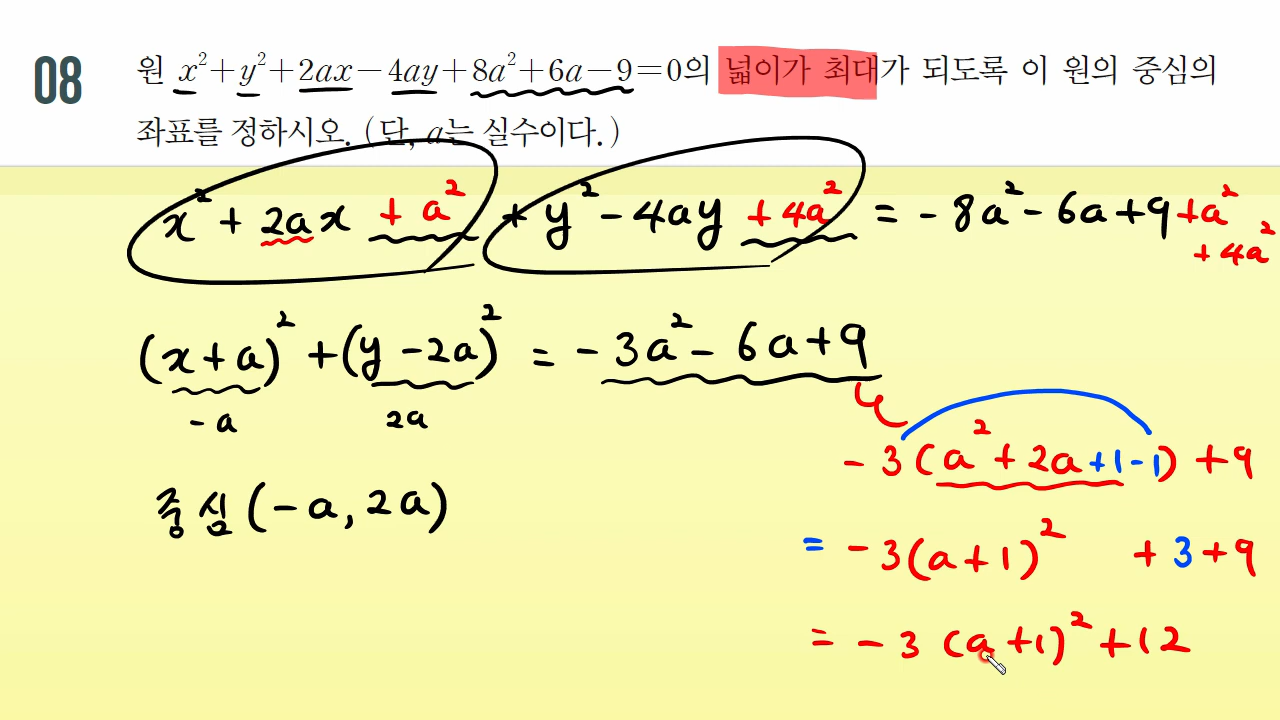 08 원 x²+y²+2ax−4ay+8a²+6a−9=0의 넓이가 최대가 되도록 이 원의 중심의
좌표를 정하시오. (단, a는 실수이다.)
x² + 2ax + a² + y² - 4ay + 4a² = - 8a² - 6a + 9 + a²
+ 4a²
(x + a)² + (y - 2a)² = - 3a² - 6a + 9
- a 2a
- 3 (a² + 2a + 1 - 1) + 9
중심 (- a, 2a)
= - 3 (a + 1)² + 3 + 9
= - 3 (a + 1)² + 12